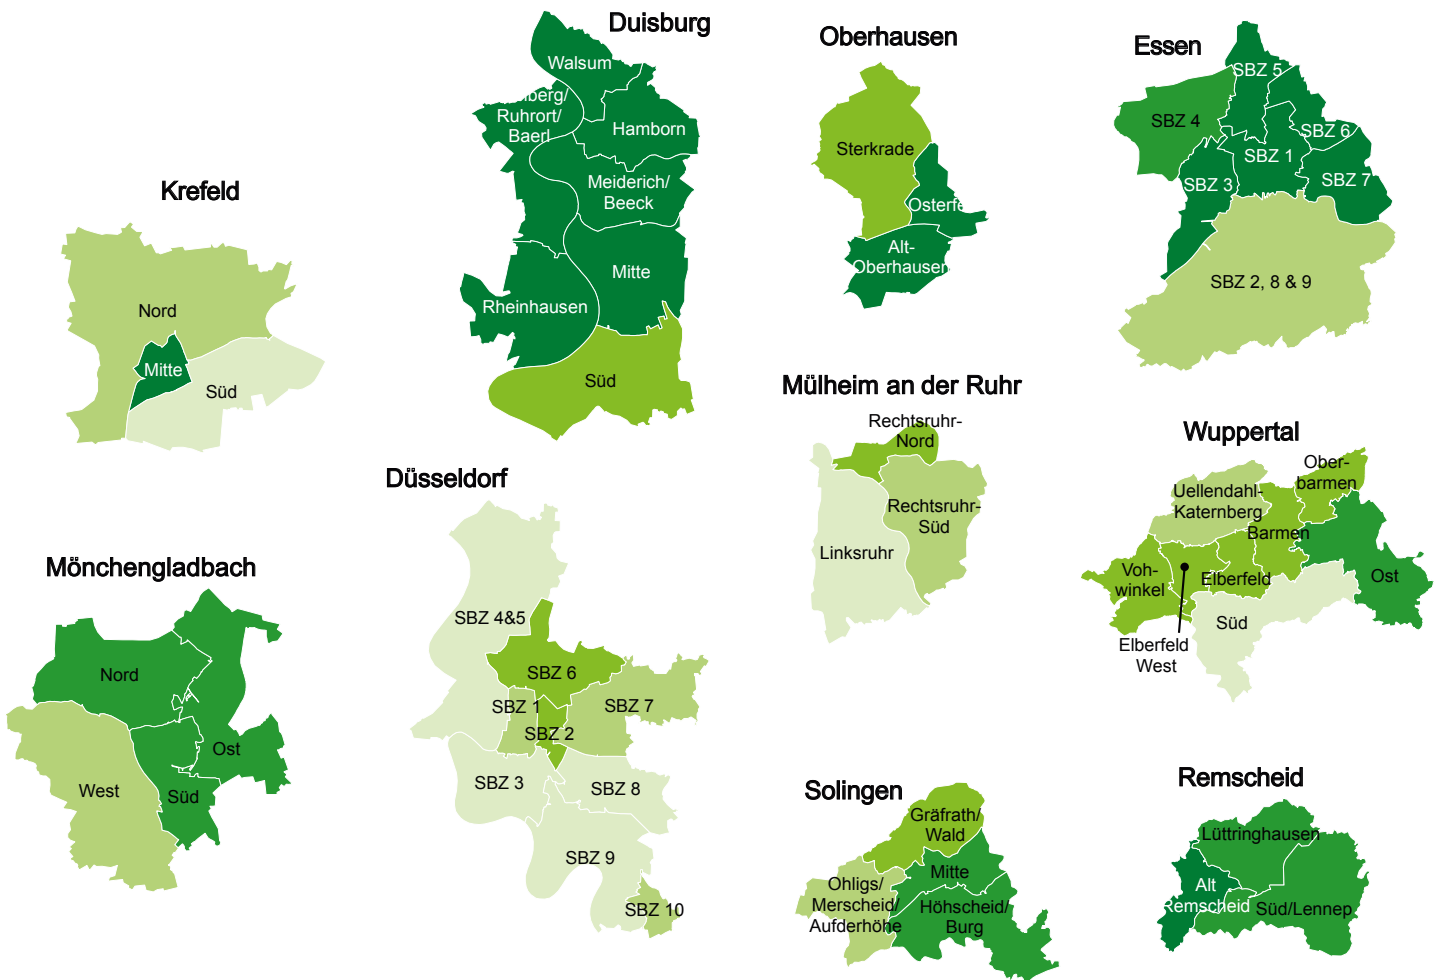 Duisburg
Walsum
berg/
Ruhrort/
Baerl
Hamborn
Meiderich/
Beeck
Mitte
Rheinhausen
Süd
Oberhausen
Sterkrade
Osterfe
Alt-
Oberhausen
Essen
SBZ 5
SBZ 4
SBZ 6
SBZ 1
SBZ 3
SBZ 7
SBZ 2, 8 & 9
Krefeld
Nord
Mitte
Süd
Mülheim an der Ruhr
Rechtsruhr-
Nord
Rechtsruhr-
Süd
Linksruhr
Wuppertal
Ober-
barmen
Uellendahl-
Katernberg
Barmen
Voh-
winkel
Elberfeld
Ost
Süd
Elberfeld
West
Düsseldorf
SBZ 4&5
SBZ 6
SBZ 1
SBZ 7
SBZ 2
SBZ 3
SBZ 8
SBZ 9
SBZ 10
Mönchengladbach
Nord
Ost
West
Süd
Solingen
Gräfrath/
Wald
Mitte
Ohligs/
Merscheid/
Aufderhöhe
Höhscheid/
Burg
Remscheid
Lüttringhausen
Alt
Remscheid
Süd/Lennep